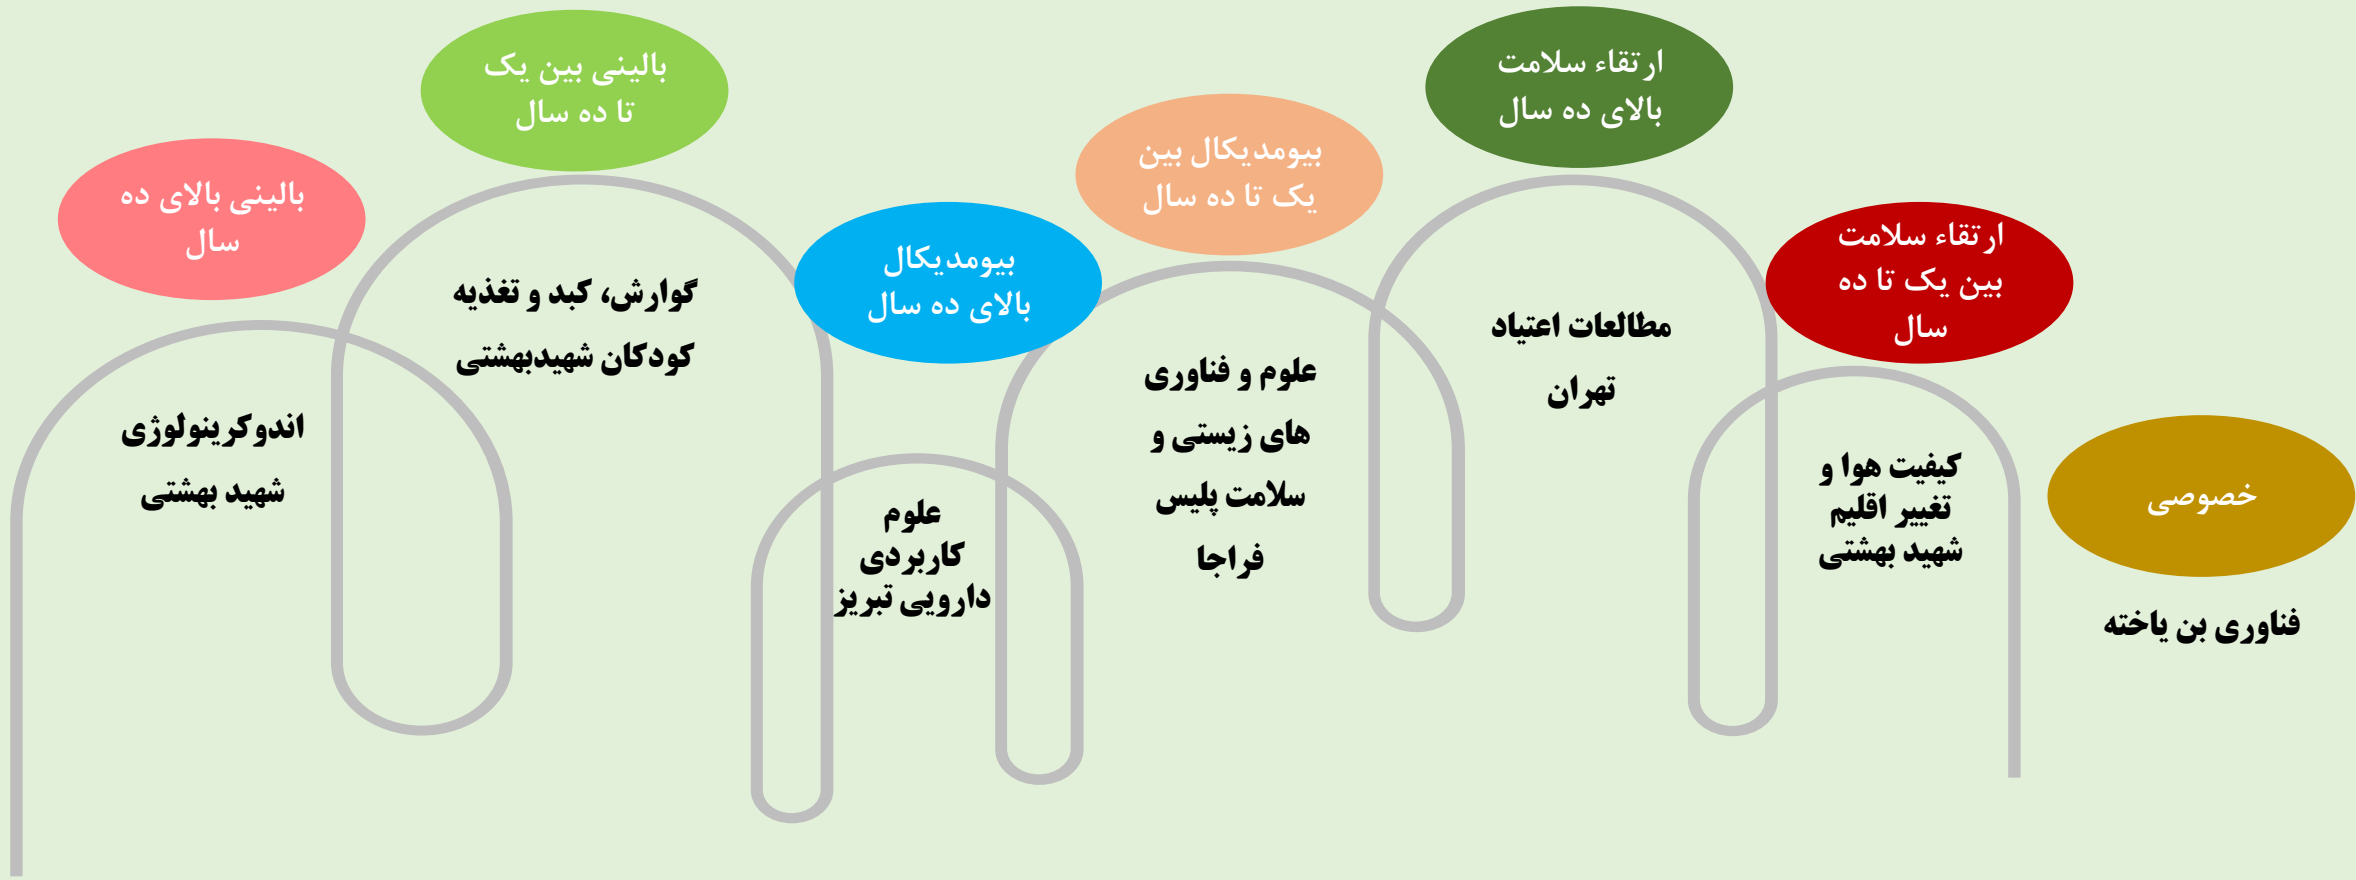 بالینی بالای ده
سال
اندوکرینولوژی
شهید بهشتی
بالینی بین یک
تا ده سال
گوارش، کبد و تغذیه
کودکان شهیدبهشتی
بیومدیکال
بالای ده سال
علوم
کاربردی
دارویی تبریز
بیومدیکال بین
یک تا ده سال
علوم و فناوری
های زیستی و
سلامت پلیس
فراجا
ارتقاء سلامت
بالای ده سال
مطالعات اعتیاد
تهران
ارتقاء سلامت
بین یک تا ده
سال
کیفیت هوا و
تغییر اقلیم
شهید بهشتی
خصوصی
فناوری بن یاخته